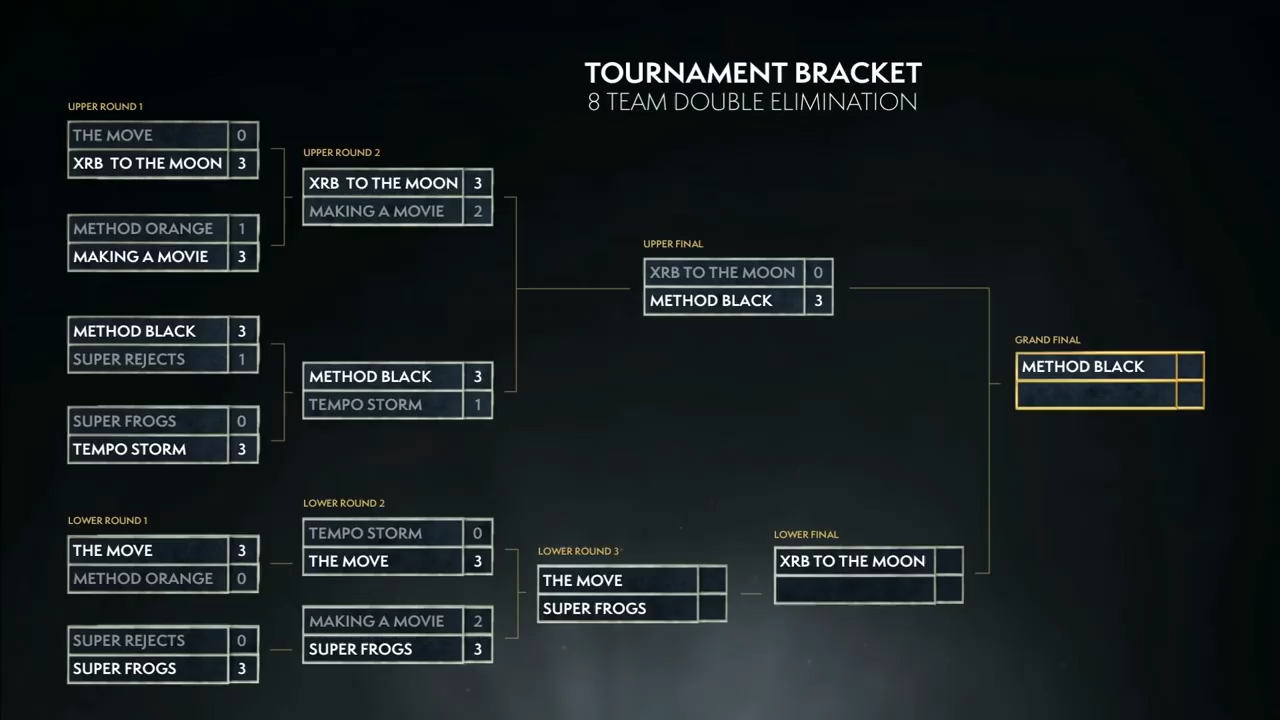 TOURNAMENT BRACKET
8 TEAM DOUBLE ELIMINATION
UPPER ROUND 1
THE MOVE 0
XRB TO THE MOON 3
METHOD ORANGE 1
MAKING A MOVIE 3
METHOD BLACK 3
SUPER REJECTS 1
SUPER FROGS 0
TEMPO STORM 3
UPPER ROUND 2
XRB TO THE MOON 3
MAKING A MOVIE 2
METHOD BLACK 3
TEMPO STORM 1
UPPER FINAL
XRB TO THE MOON 0
METHOD BLACK 3
GRAND FINAL
METHOD BLACK
LOWER ROUND 1
THE MOVE 3
METHOD ORANGE 0
SUPER REJECTS 0
SUPER FROGS 3
LOWER ROUND 2
TEMPO STORM 0
THE MOVE 3
MAKING A MOVIE 2
SUPER FROGS 3
LOWER ROUND 3
THE MOVE
SUPER FROGS
LOWER FINAL
XRB TO THE MOON